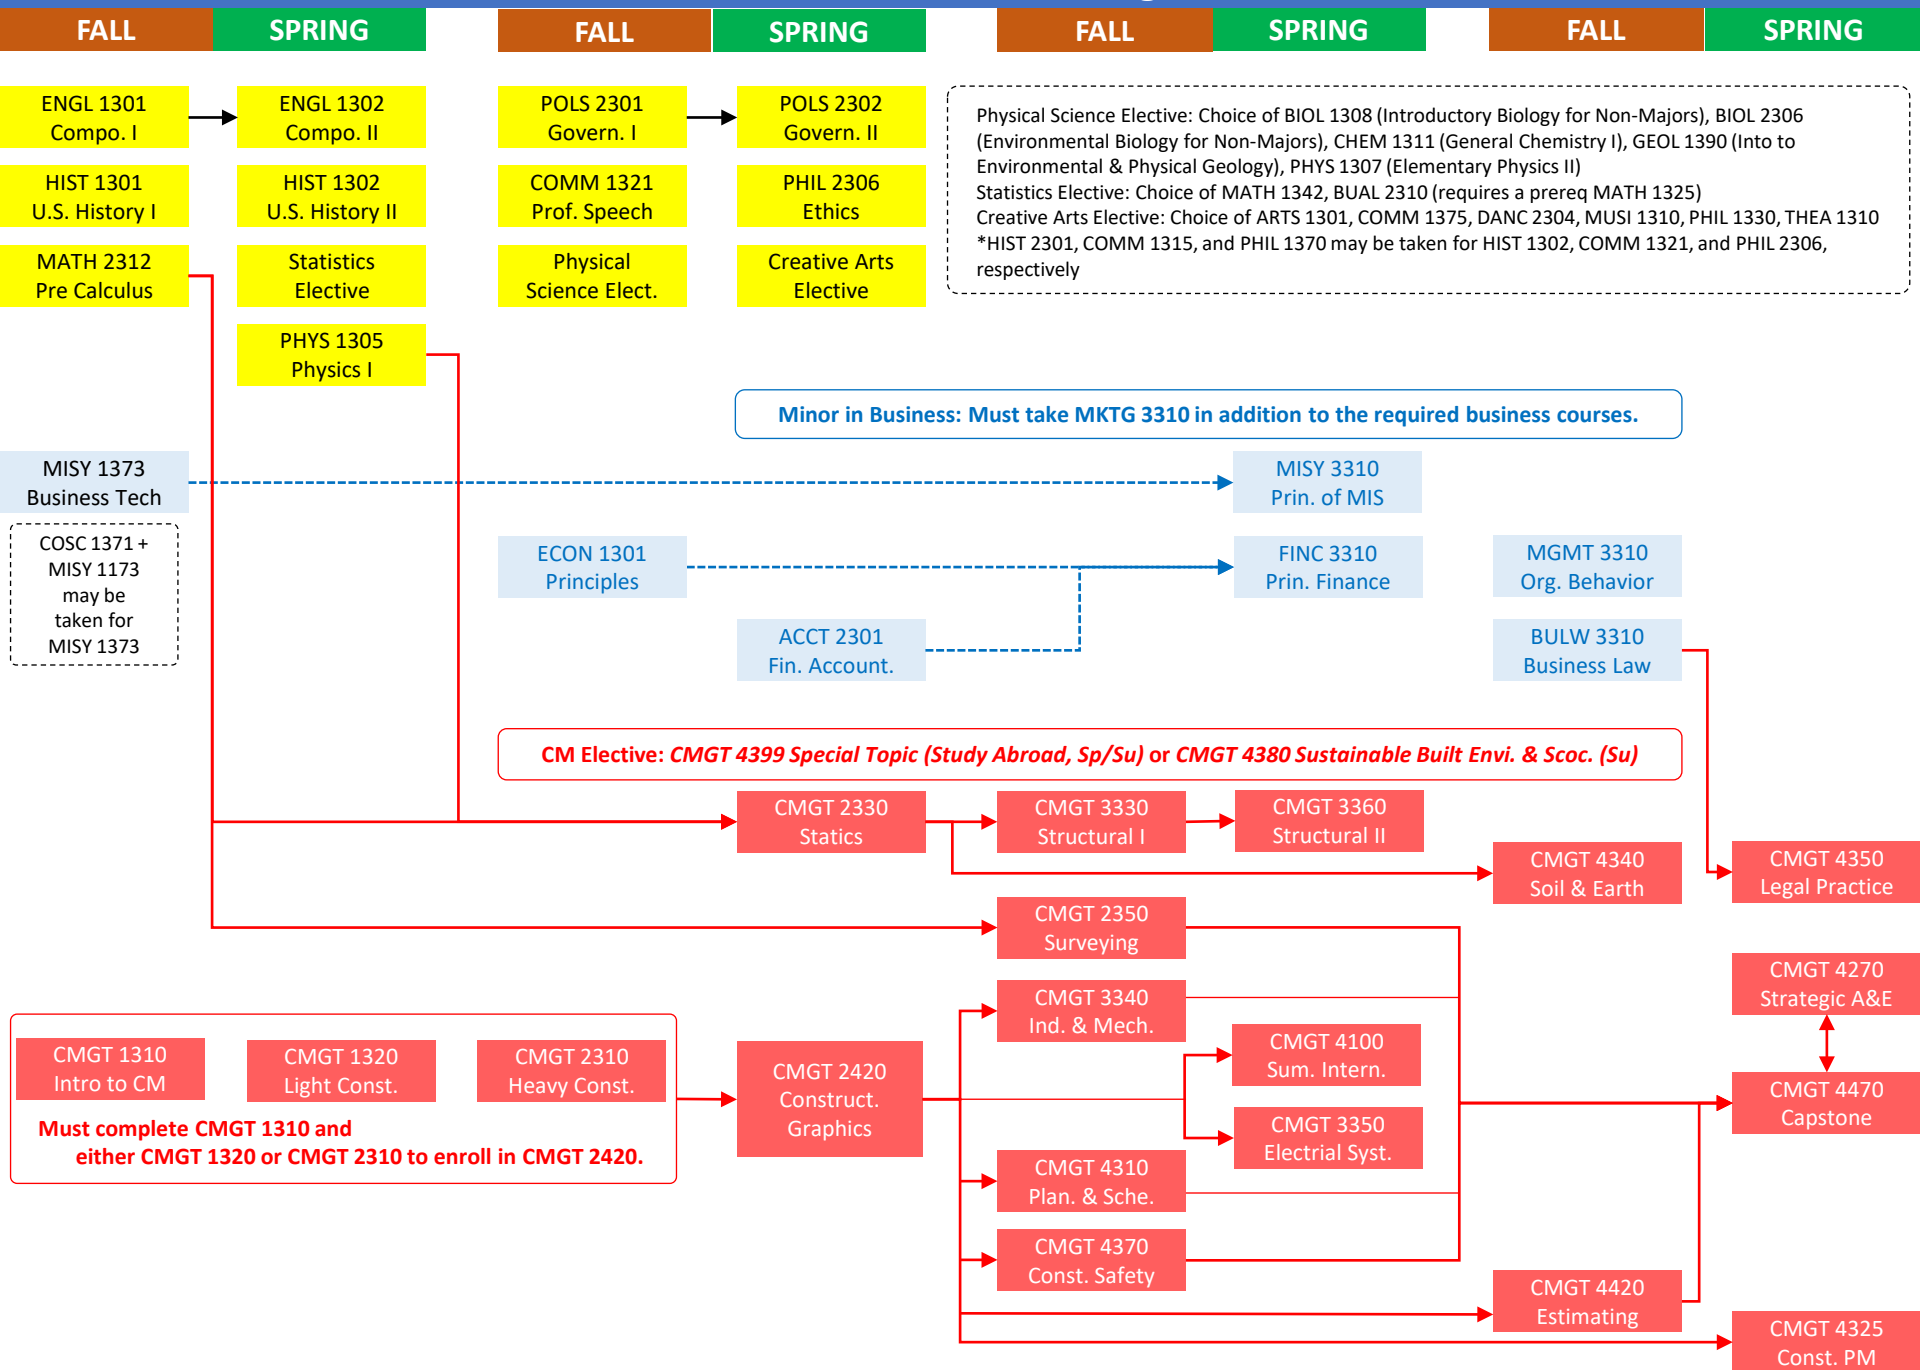 FALL
SPRING
FALL
SPRING
FALL
SPRING
FALL
SPRING
ENGL 1301
Compo. I
ENGL 1302
Compo. II
POLS 2301
Govern. I
POLS 2302
Govern. II
Physical Science Elective: Choice of BIOL 1308 (Introductory Biology for Non-Majors), BIOL 2306
(Environmental Biology for Non-Majors), CHEM 1311 (General Chemistry I), GEOL 1390 (Into to
Environmental & Physical Geology), PHYS 1307 (Elementary Physics II)
Statistics Elective: Choice of MATH 1342, BUAL 2310 (requires a prereq MATH 1325)
Creative Arts Elective: Choice of ARTS 1301, COMM 1375, DANC 2304, MUSI 1310, PHIL 1330, THEA 1310
*HIST 2301, COMM 1315, and PHIL 1370 may be taken for HIST 1302, COMM 1321, and PHIL 2306,
respectively
HIST 1301
U.S. History I
HIST 1302
U.S. History II
COMM 1321
Prof. Speech
PHIL 2306
Ethics
MATH 2312
Pre Calculus
Statistics
Elective
Physical
Science Elect.
Creative Arts
Elective
PHYS 1305
Physics I
Minor in Business: Must take MKTG 3310 in addition to the required business courses.
MISY 1373
Business Tech
MISY 3310
Prin. of MIS
COSC 1371 +
MISY 1173
may be
taken for
MISY 1373
ECON 1301
Principles
FINC 3310
Prin. Finance
MGMT 3310
Org. Behavior
ACCT 2301
Fin. Account.
BULW 3310
Business Law
CM Elective: CMGT 4399 Special Topic (Study Abroad, Sp/Su) or CMGT 4380 Sustainable Built Envi. & Scoc. (Su)
CMGT 2330
Statics
CMGT 3330
Structural I
CMGT 3360
Structural II
CMGT 4340
Soil & Earth
CMGT 4350
Legal Practice
CMGT 2350
Surveying
CMGT 4270
Strategic A&E
CMGT 3340
Ind. & Mech.
CMGT 1310
Intro to CM
CMGT 1320
Light Const.
CMGT 2310
Heavy Const.
Must complete CMGT 1310 and
either CMGT 1320 or CMGT 2310 to enroll in CMGT 2420.
CMGT 2420
Construct.
Graphics
CMGT 4100
Sum. Intern.
CMGT 4470
Capstone
CMGT 3350
Electrial Syst.
CMGT 4310
Plan. & Sche.
CMGT 4370
Const. Safety
CMGT 4420
Estimating
CMGT 4325
Const. PM